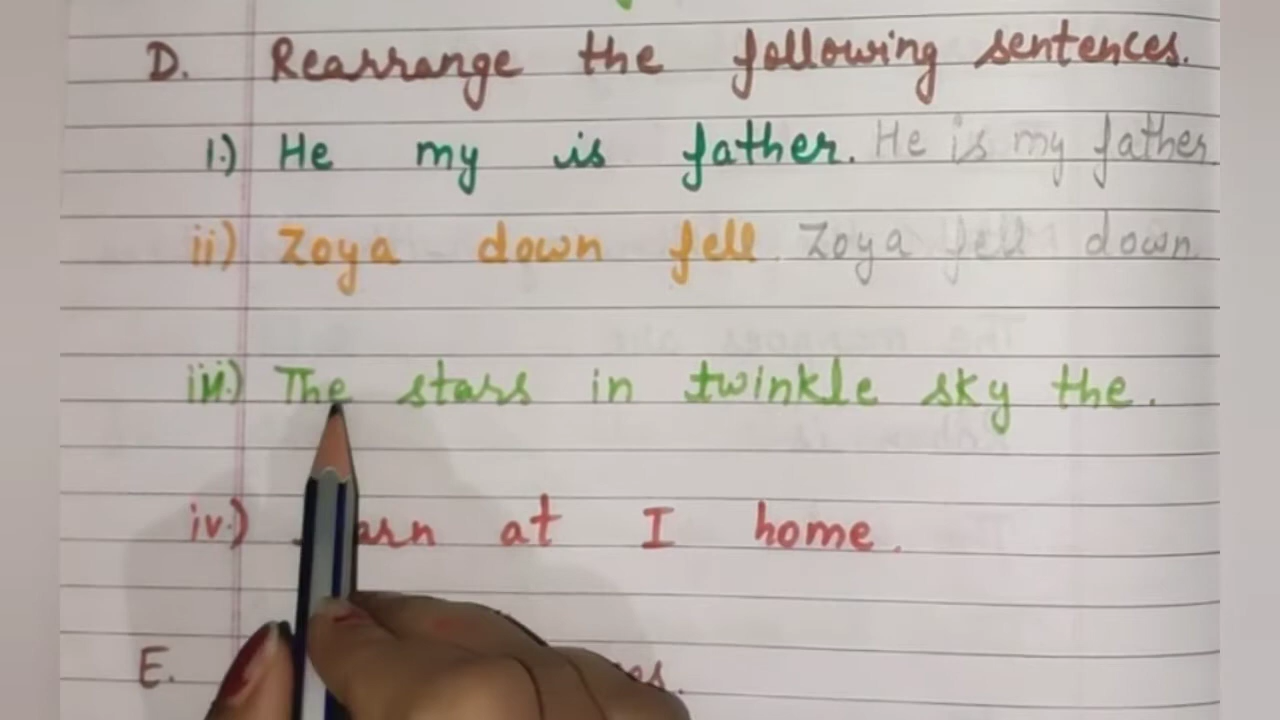 D. Rearrange the following sentences.
1.) He my is father. He is my father
ii) Zoya down fell. Zoya fell down.
iii.) The stars in twinkle sky the.
iv.) at I home.
E.